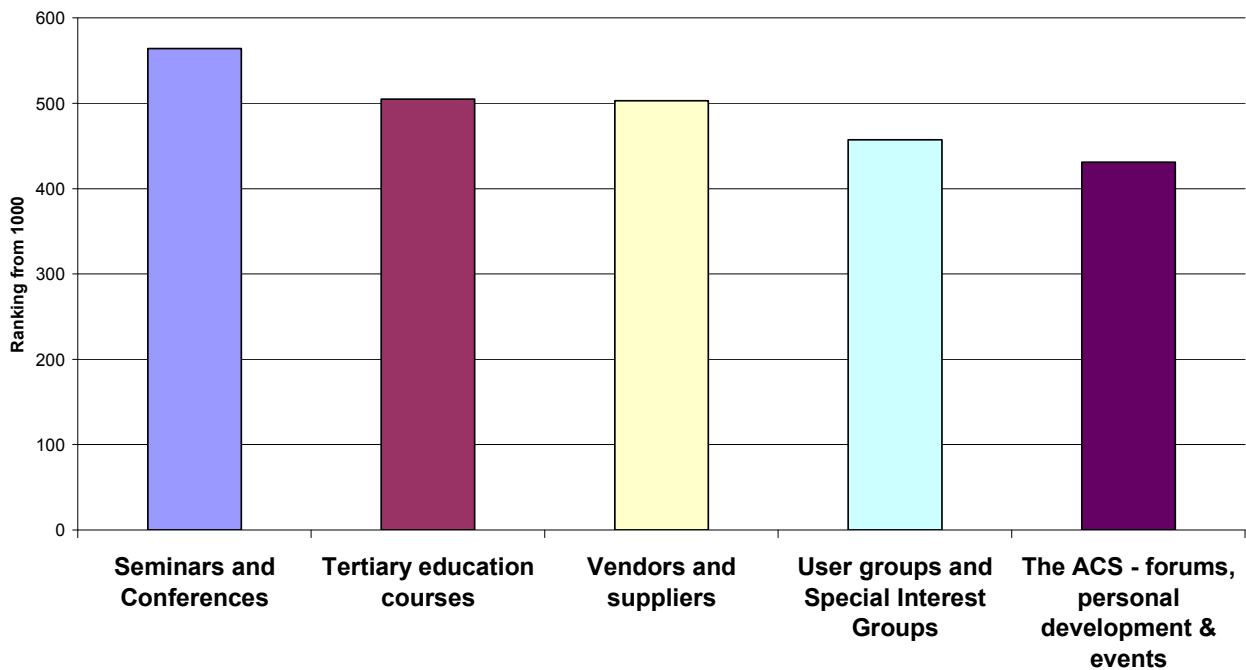 600
500
400
300
200
100
0
Ranking from 1000
Seminars and
Conferences
Tertiary education
courses
Vendors and
suppliers
User groups and
Special Interest
Groups
The ACS - forums,
personal
development &
events